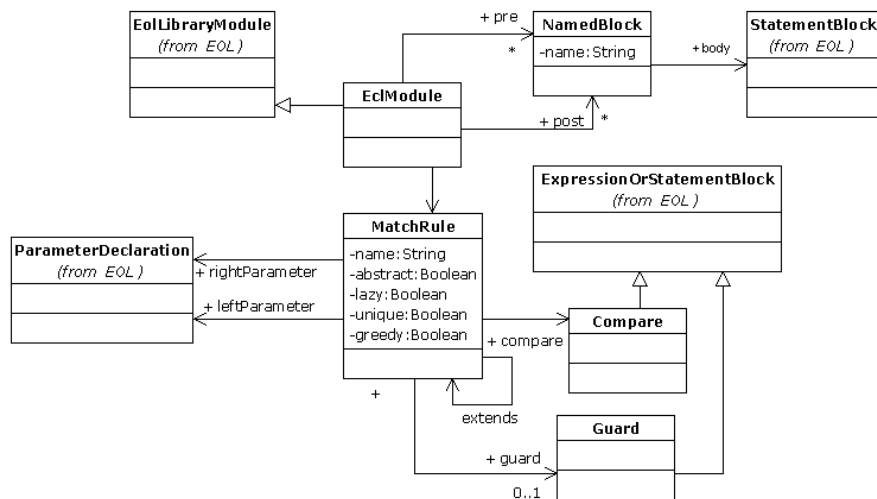 EolLibraryModule
(from EOL)
+ pre
*
NamedBlock
-name:String
+body
StatementBlock
(from EOL)
EclModule
+ post
*
ExpressionOrStatementBlock
(from EOL)
ParameterDeclaration
(from EOL)
+ rightParameter
+ leftParameter
MatchRule
-name:String
-abstract:Boolean
-lazy:Boolean
-unique:Boolean
-greedy:Boolean
+ compare
Compare
+
extends
+ guard
0..1
Guard